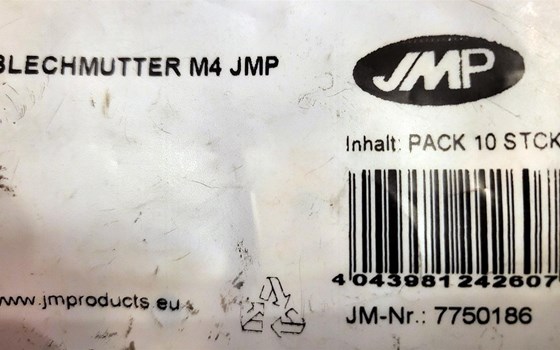 BLECHMUTTER M4 JMP
JMP
Inhalt: PACK 10 STCK
4 043981 242607
www.jmproducts.eu
JM-Nr.: 7750186